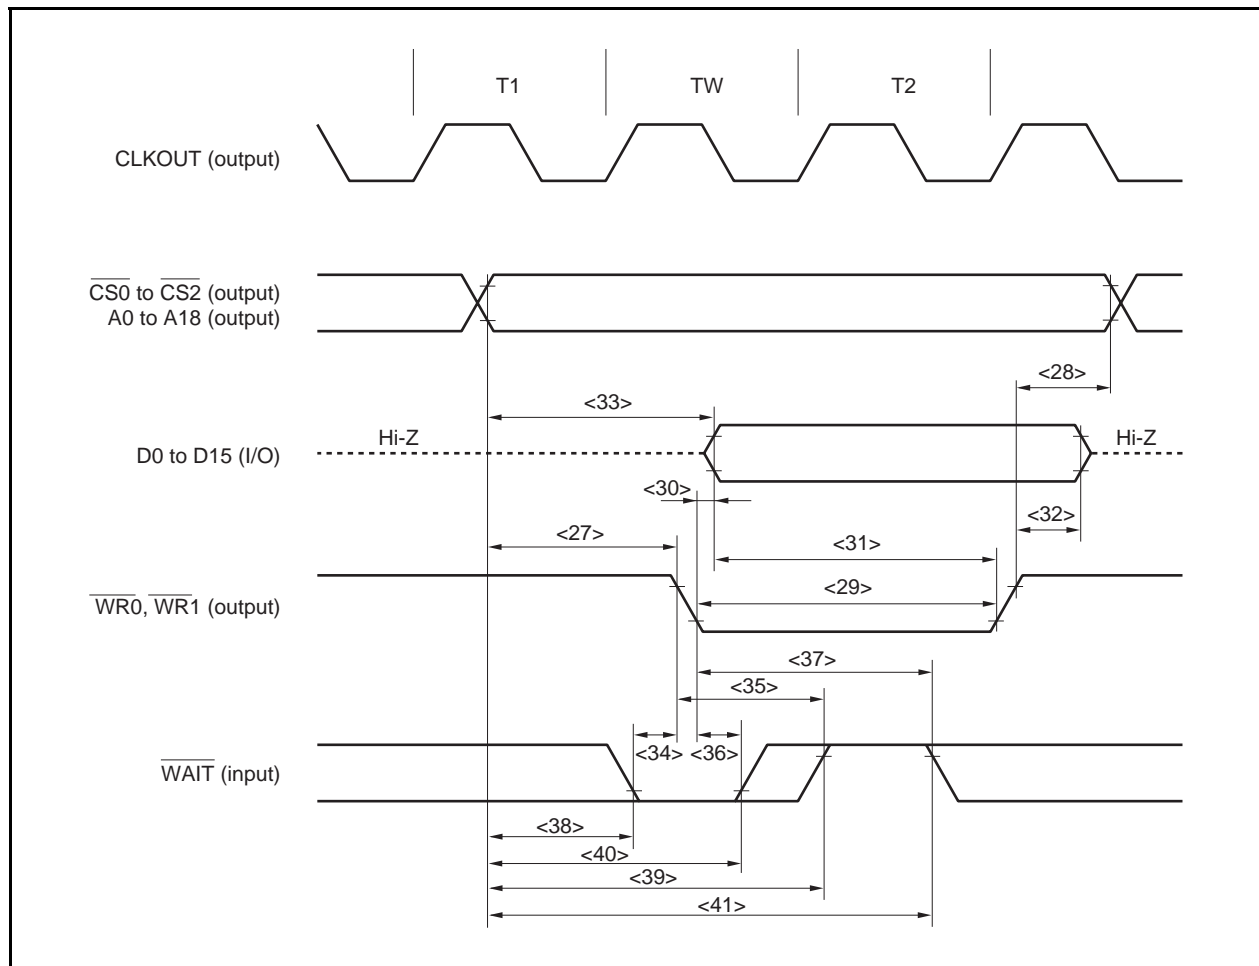 T1 TW T2
CLKOUT (output)
CS0 to CS2 (output)
A0 to A18 (output)
<28>
<33>
Hi-Z Hi-Z
D0 to D15 (I/O)
<30>
<32>
<27>
<31>
<29>
WR0, WR1 (output)
<37>
<35>
<34> <36>
WAIT (input)
<38>
<40>
<39>
<41>